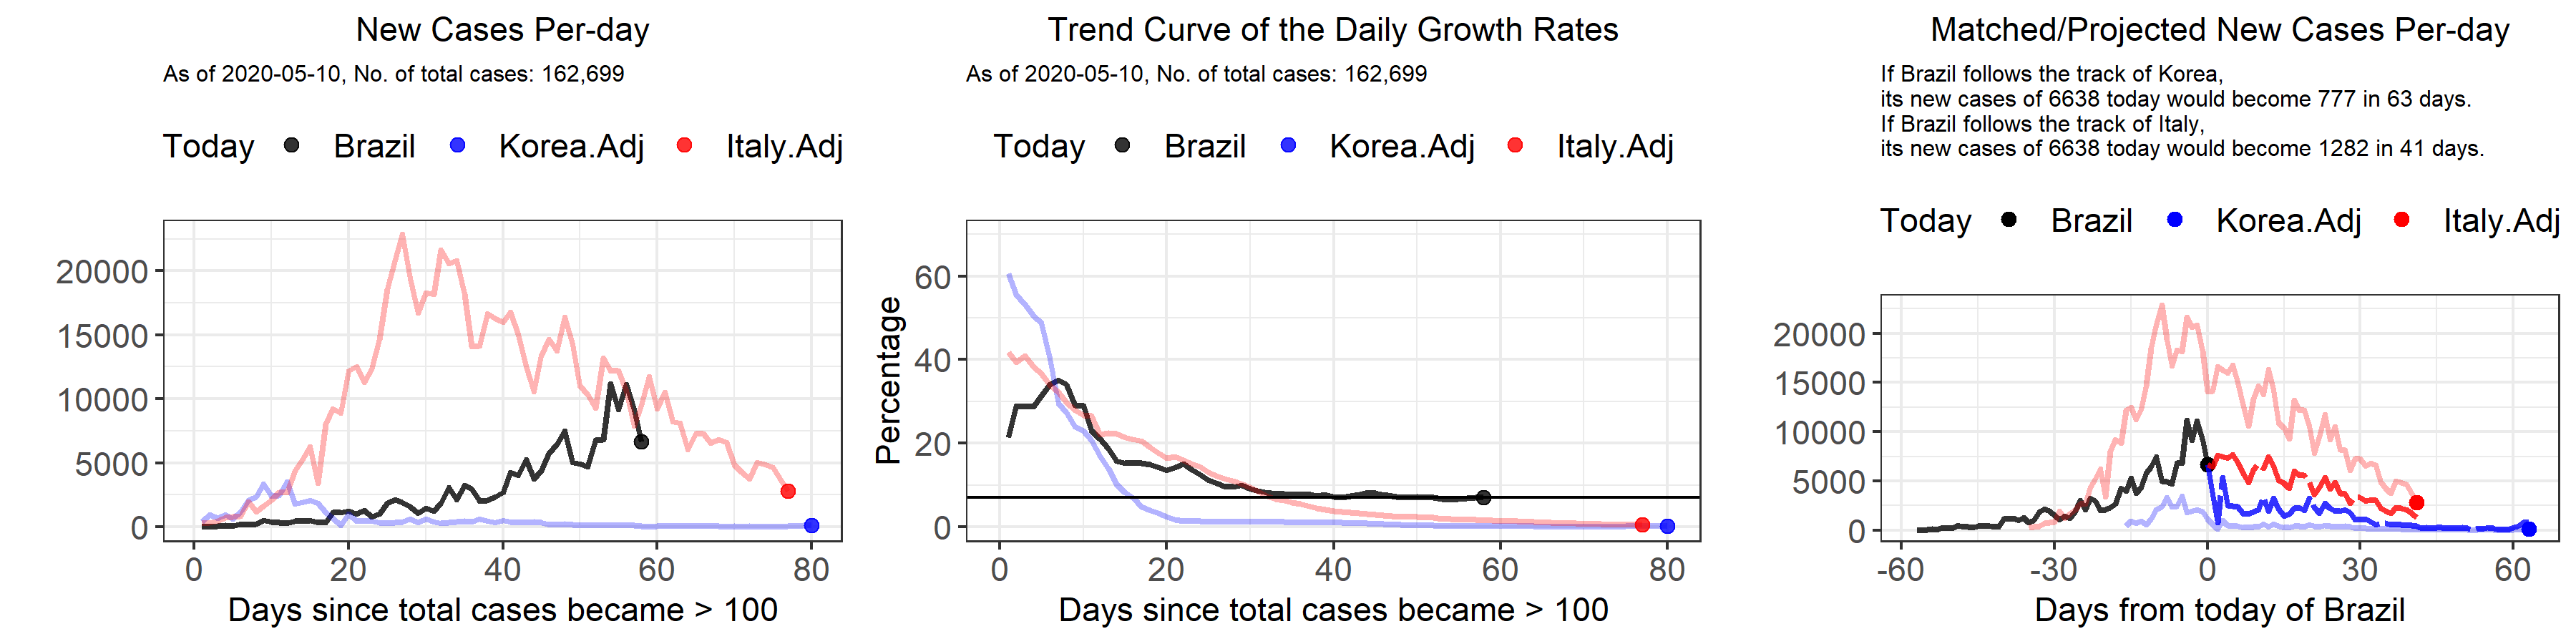 New Cases Per-day
As of 2020-05-10, No. of total cases: 162,699
Today Brazil Korea.Adj Italy.Adj
20000
15000
10000
5000
0
0 20 40 60 80
Days since total cases became > 100
Trend Curve of the Daily Growth Rates
As of 2020-05-10, No. of total cases: 162,699
Today Brazil Korea.Adj Italy.Adj
Percentage
60
40
20
0
0 20 40 60 80
Days since total cases became > 100
Matched/Projected New Cases Per-day
If Brazil follows the track of Korea,
its new cases of 6638 today would become 777 in 63 days.
If Brazil follows the track of Italy,
its new cases of 6638 today would become 1282 in 41 days.
Today Brazil Korea.Adj Italy.Adj
20000
15000
10000
5000
0
-60 -30 0 30 60
Days from today of Brazil